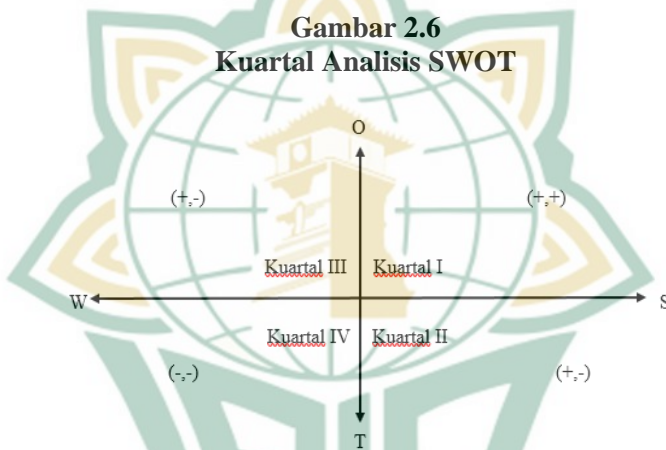 Gambar 2.6
Kuartal Analisis SWOT
O
(+,-) (+,+)
Kuartal III Kuartal I
W S
Kuartal IV Kuartal II
(-,-) (+,-)
T